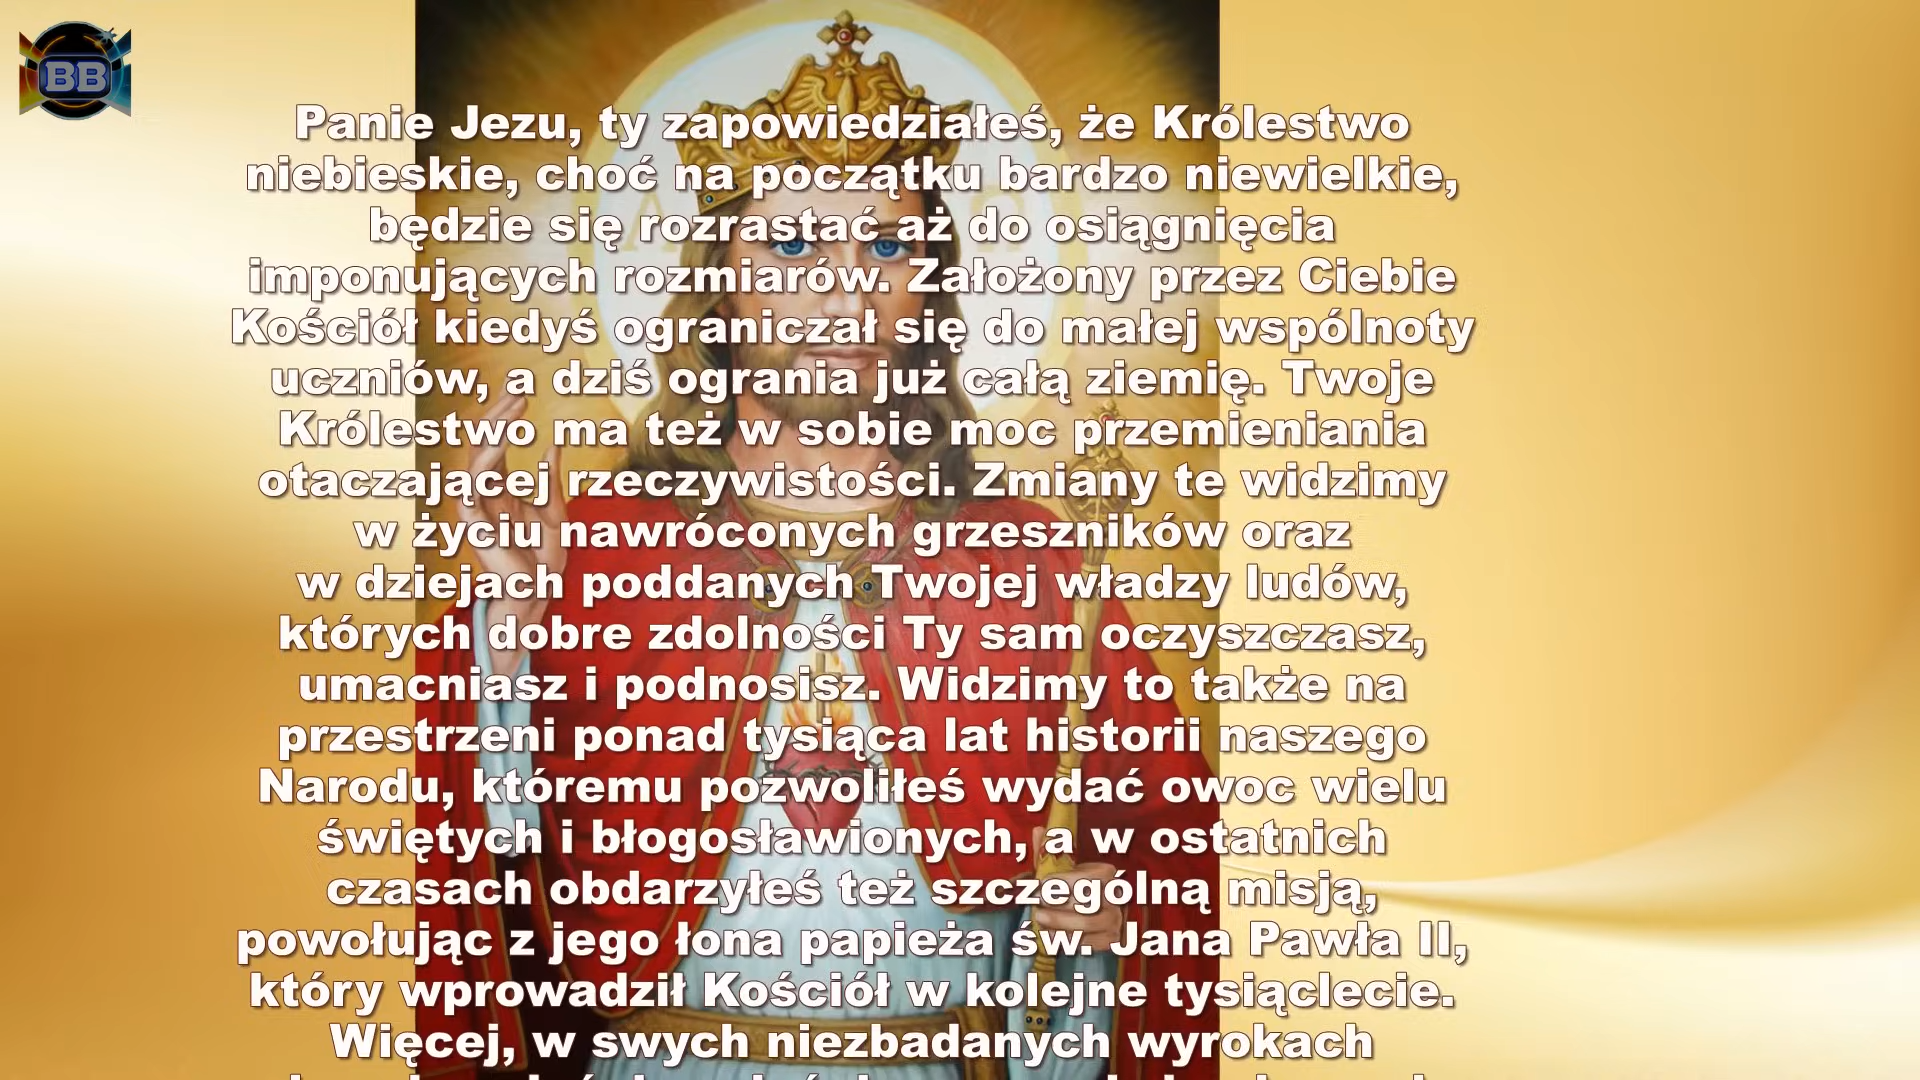 BB
Panie Jezu, ty zapowiedziałeś, że Królestwo
niebieskie, choć na początku bardzo niewielkie,
będzie się rozrastać aż do osiągnięcia
imponujących rozmiarów. Założony przez Ciebie
Kościół kiedyś ograniczał się do małej wspólnoty
uczniów, a dziś ogrania już całą ziemię. Twoje
Królestwo ma też w sobie moc przemieniania
otaczającej rzeczywistości. Zmiany te widzimy
w życiu nawróconych grzeszników oraz
w dziejach poddanych Twojej władzy ludów,
których dobre zdolności Ty sam oczyszczasz,
umacniasz i podnosisz. Widzimy to także na
przestrzeni ponad tysiąca lat historii naszego
Narodu, któremu pozwoliłeś wydać owoc wielu
świętych i błogosławionych, a w ostatnich
czasach obdarzyłeś też szczególną misją,
powołując z jego łona papieża św. Jana Pawła II,
który wprowadził Kościół w kolejne tysiąclecie.
Więcej, w swych niezbadanych wyrokach